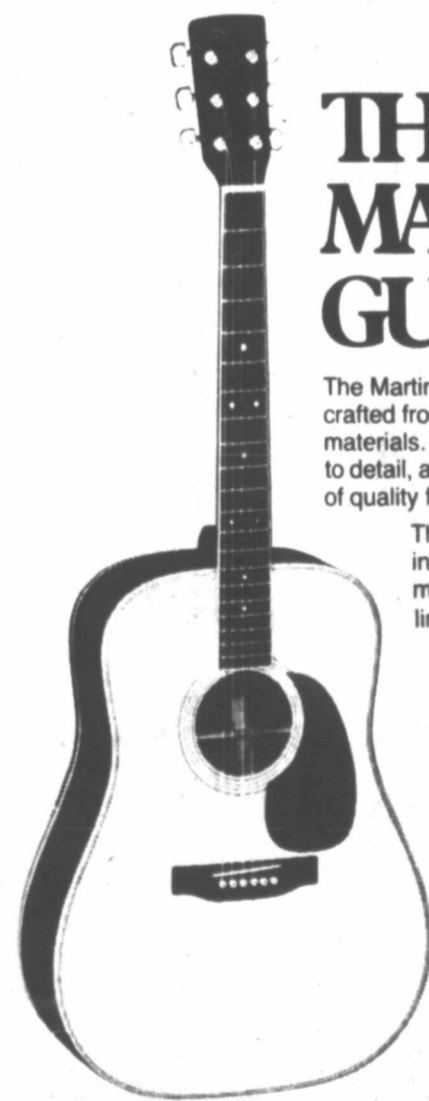 TH
MA
GU
The Martin
crafted fro
materials.
to detail, a
of quality f
Th
in
m
lin